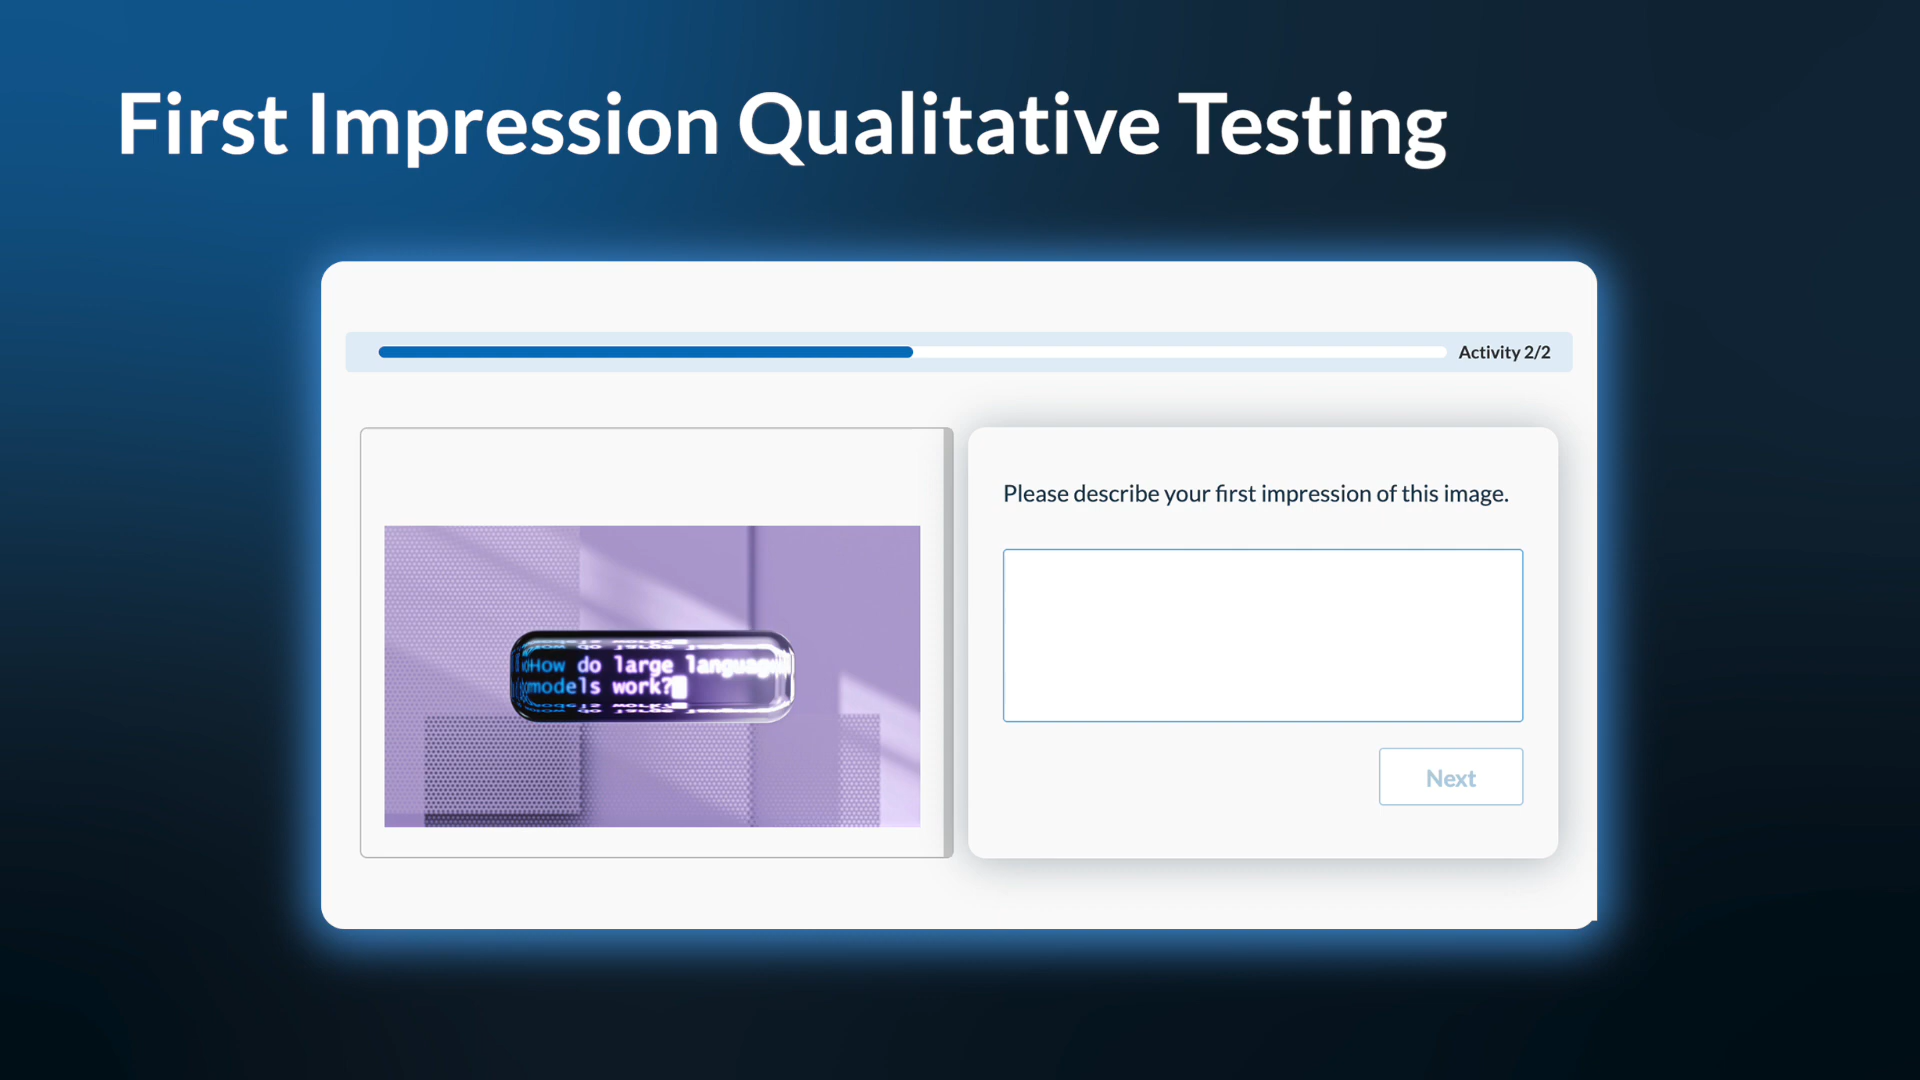 First Impression Qualitative Testing
Activity 2/2
Please describe your first impression of this image.
How do large language
models work?
Next